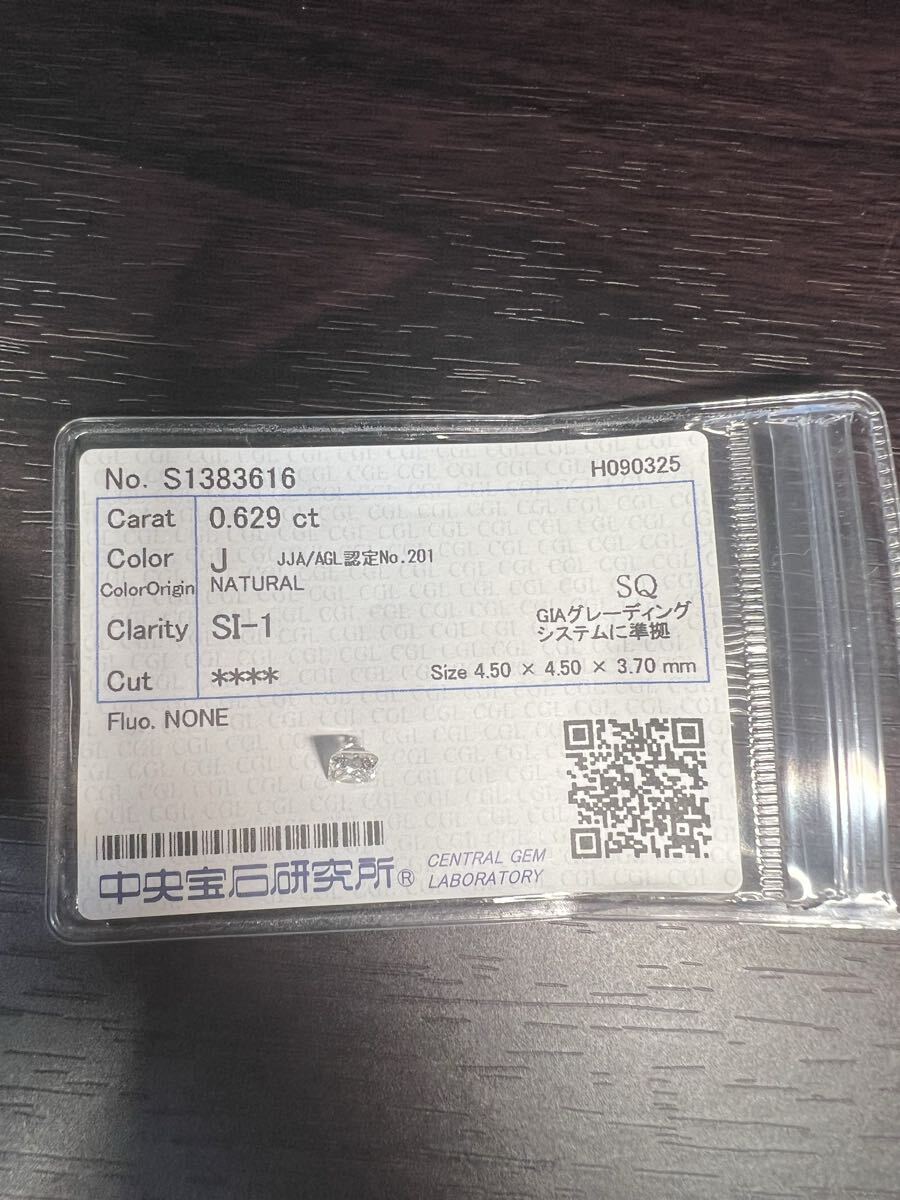 No. S1383616 H090325
Carat 0.629 ct
Color J JJA/AGL認定No.201
ColorOrigin NATURAL
SQ
Clarity SI-1 GIAグレーディング
システムに準拠
Cut **** Size 4.50 × 4.50 × 3.70 mm
Fluo. NONE
中央宝石研究所® CENTRAL GEM
LABORATORY